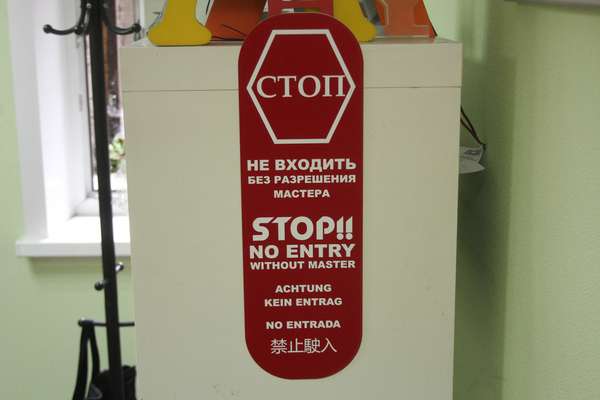 СТОП
НЕ ВХОДИТЬ
БЕЗ РАЗРЕШЕНИЯ
МАСТЕРА
STOP!!
NO ENTRY
WITHOUT MASTER
ACHTUNG
KEIN ENTRAG
NO ENTRADA
禁止駛入